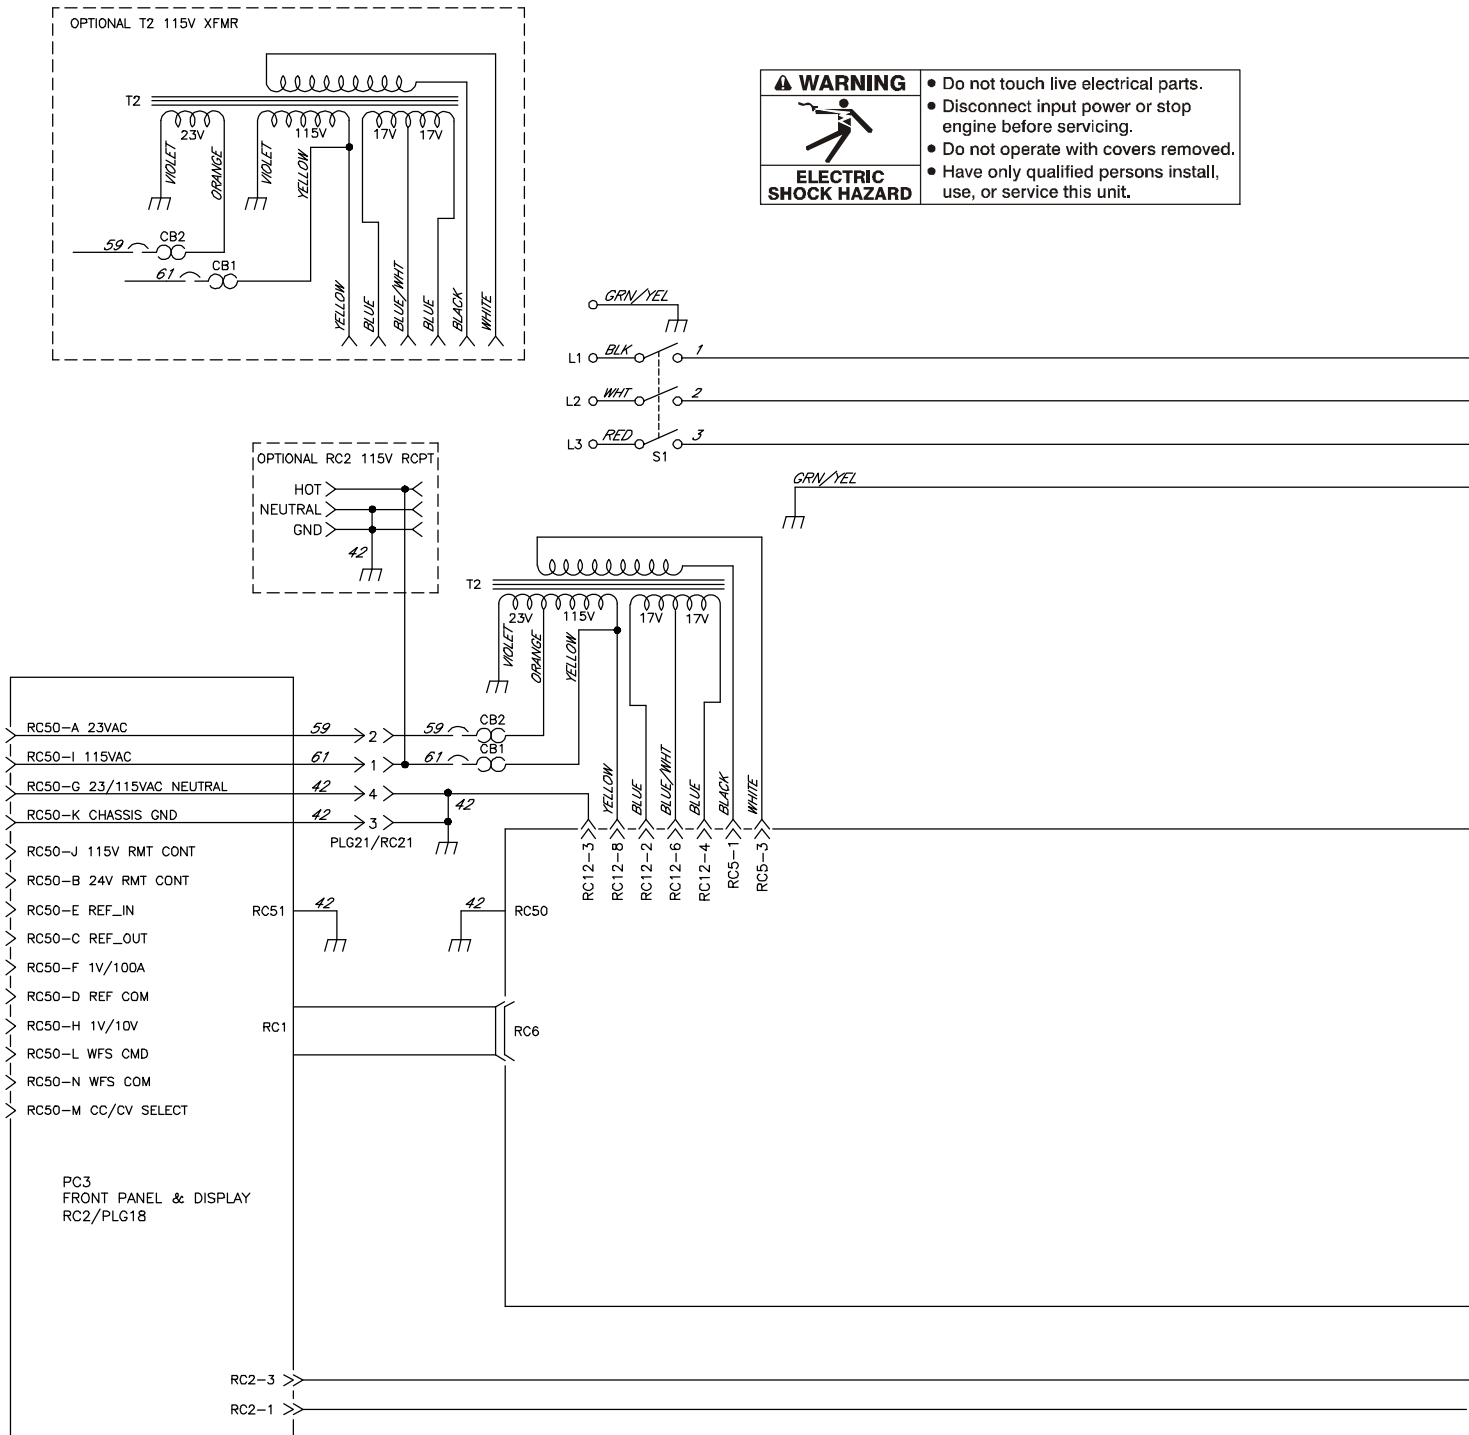 OPTIONAL T2 115V XFMR
T2
23V
115V
17V
17V
VIOLET
ORANGE
VIOLET
YELLOW
59
CB2
61
CB1
YELLOW
BLUE
BLUE/WHT
BLUE
BLACK
WHITE
WARNING
ELECTRIC
SHOCK HAZARD
● Do not touch live electrical parts.
● Disconnect input power or stop
engine before servicing.
● Do not operate with covers removed.
● Have only qualified persons install,
use, or service this unit.
GRN/YEL
L1 BLK 1
L2 WHT 2
L3 RED 3
S1
GRN/YEL
OPTIONAL RC2 115V RCPT
HOT
NEUTRAL
GND
42
T2
23V
115V
17V
17V
VIOLET
ORANGE
YELLOW
RC50-A 23VAC
59
2
59
CB2
RC50-I 115VAC
61
1
61
CB1
RC50-G 23/115VAC NEUTRAL
42
4
42
RC50-K CHASSIS GND
42
3
PLG21/RC21
YELLOW
BLUE
BLUE/WHT
BLUE
BLACK
WHITE
RC12-3
RC12-8
RC12-2
RC12-6
RC12-4
RC5-1
RC5-3
RC50-J 115V RMT CONT
RC50-B 24V RMT CONT
RC50-E REF_IN
RC51
42
42
RC50
RC50-C REF_OUT
RC50-F 1V/100A
RC50-D REF COM
RC50-H 1V/10V
RC1
RC6
RC50-L WFS CMD
RC50-N WFS COM
RC50-M CC/CV SELECT
PC3
FRONT PANEL & DISPLAY
RC2/PLG18
RC2-3
RC2-1